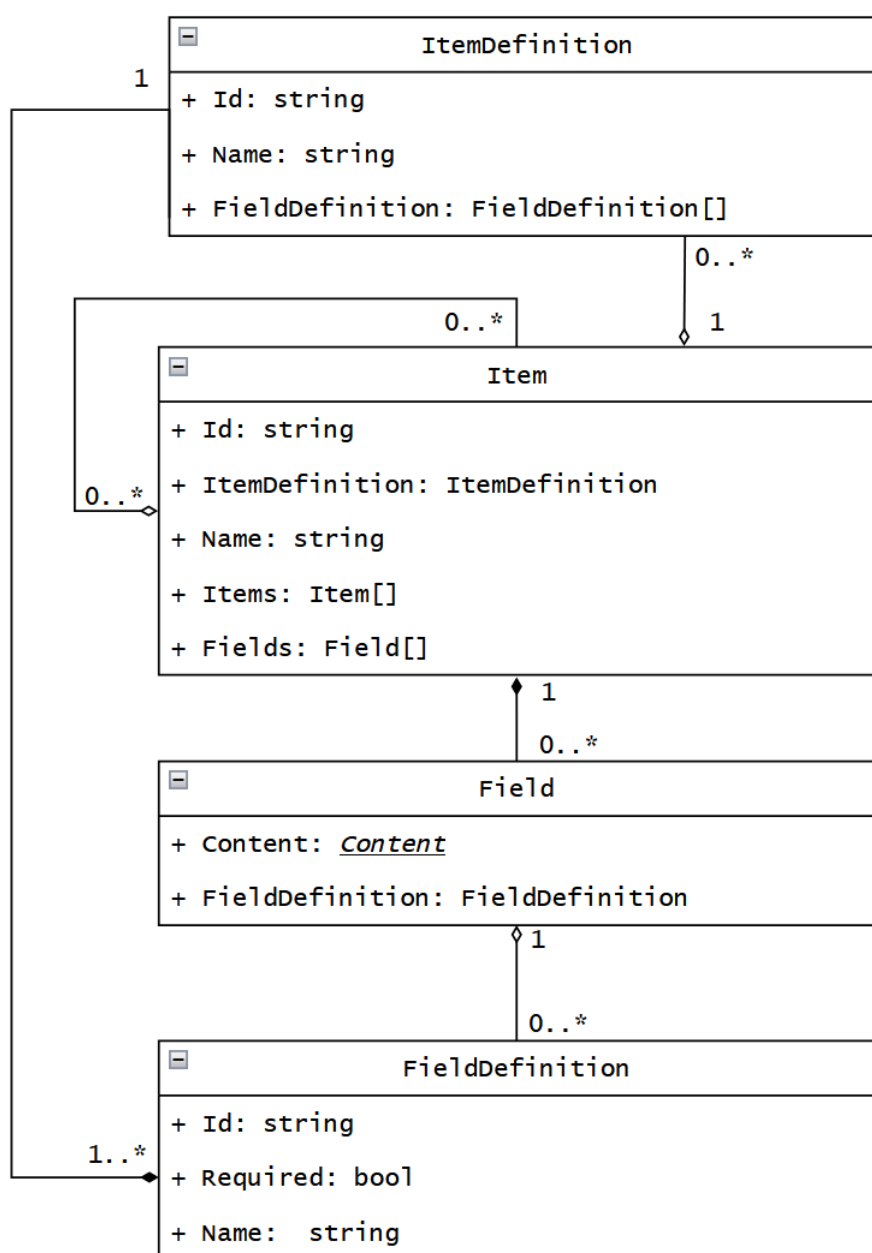 ItemDefinition
1
+ Id: string
+ Name: string
+ FieldDefinition: FieldDefinition[]
0..*
0..*
1
Item
+ Id: string
+ ItemDefinition: ItemDefinition
0..*
+ Name: string
+ Items: Item[]
+ Fields: Field[]
1
0..*
Field
+ Content: Content
+ FieldDefinition: FieldDefinition
1
0..*
FieldDefinition
+ Id: string
1..*
+ Required: bool
+ Name:  string